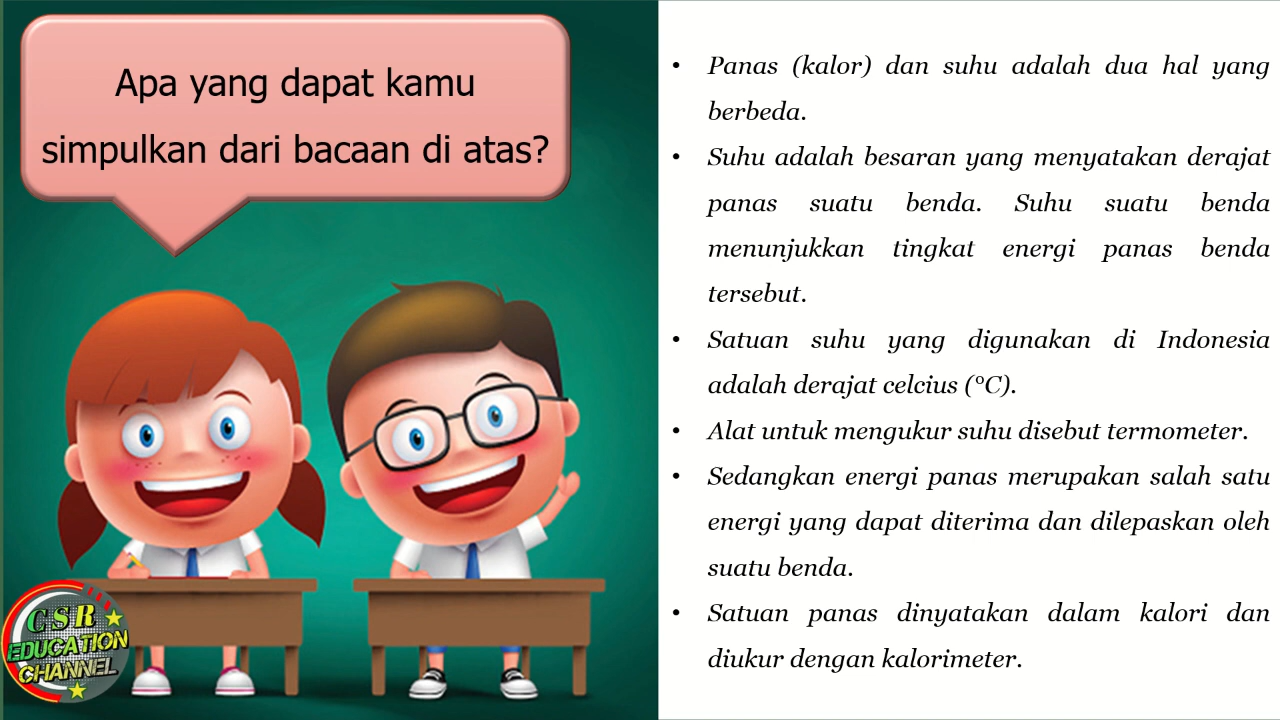 Apa yang dapat kamu
simpulkan dari bacaan di atas?
• Panas (kalor) dan suhu adalah dua hal yang
berbeda.
• Suhu adalah besaran yang menyatakan derajat
panas suatu benda. Suhu suatu benda
menunjukkan tingkat energi panas benda
tersebut.
• Satuan suhu yang digunakan di Indonesia
adalah derajat celcius (°C).
• Alat untuk mengukur suhu disebut termometer.
• Sedangkan energi panas merupakan salah satu
energi yang dapat diterima dan dilepaskan oleh
suatu benda.
• Satuan panas dinyatakan dalam kalori dan
diukur dengan kalorimeter.
CSR
EDUCATION
CHANNEL